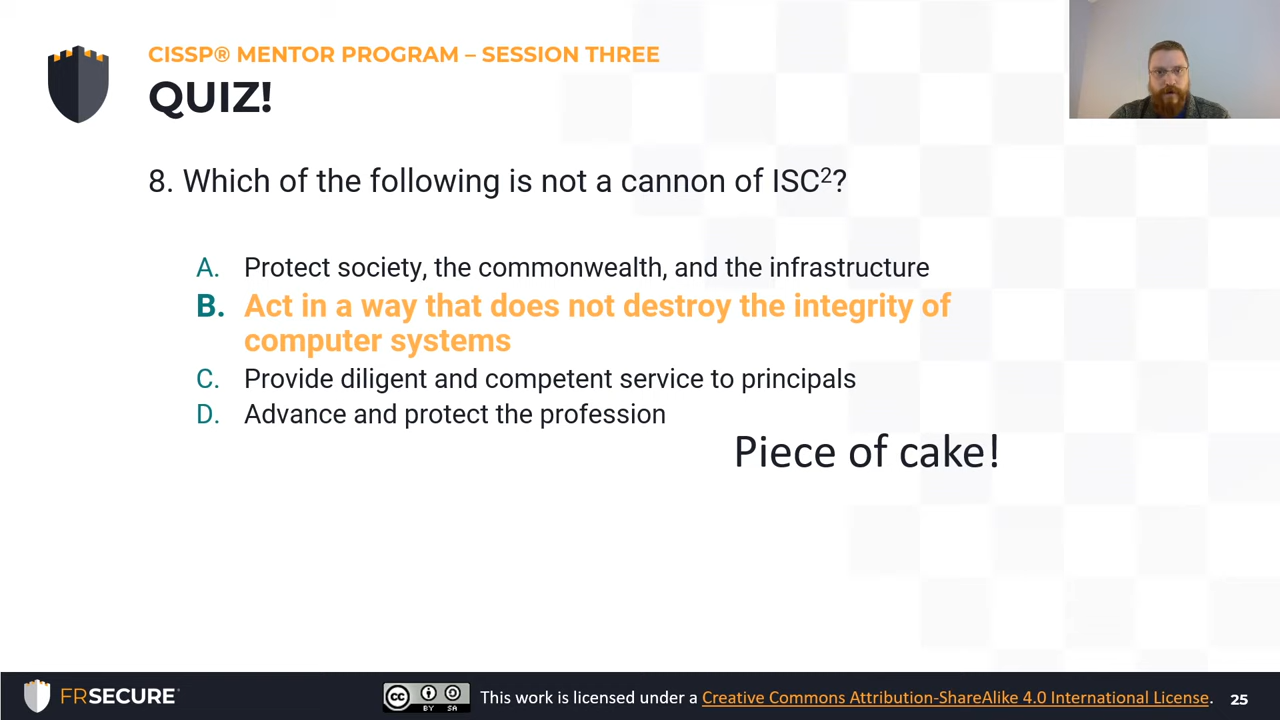 CISSP® MENTOR PROGRAM – SESSION THREE
QUIZ!
8. Which of the following is not a cannon of ISC²?
A. Protect society, the commonwealth, and the infrastructure
B. Act in a way that does not destroy the integrity of
computer systems
C. Provide diligent and competent service to principals
D. Advance and protect the profession
Piece of cake!
FRSECURE®
cc BY SA
This work is licensed under a Creative Commons Attribution-ShareAlike 4.0 International License.
25